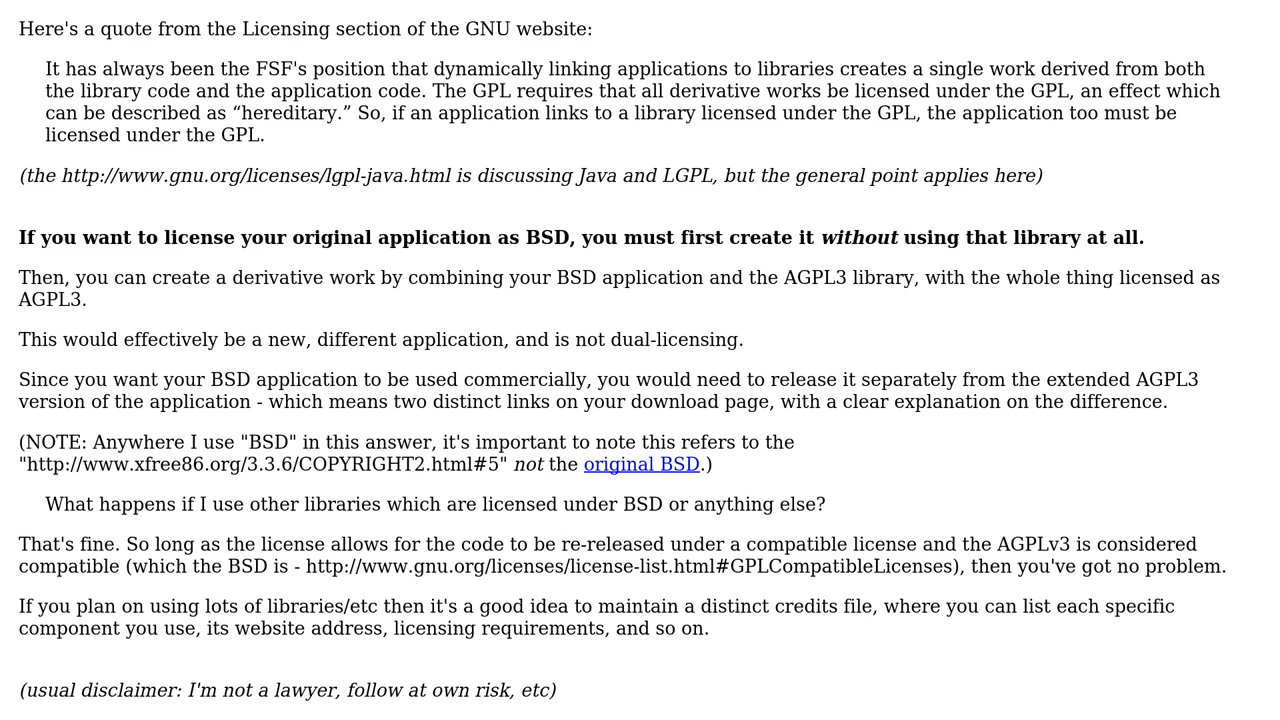 Here's a quote from the Licensing section of the GNU website:
It has always been the FSF's position that dynamically linking applications to libraries creates a single work derived from both
the library code and the application code. The GPL requires that all derivative works be licensed under the GPL, an effect which
can be described as “hereditary.” So, if an application links to a library licensed under the GPL, the application too must be
licensed under the GPL.
(the http://www.gnu.org/licenses/lgpl-java.html is discussing Java and LGPL, but the general point applies here)
If you want to license your original application as BSD, you must first create it without using that library at all.
Then, you can create a derivative work by combining your BSD application and the AGPL3 library, with the whole thing licensed as
AGPL3.
This would effectively be a new, different application, and is not dual-licensing.
Since you want your BSD application to be used commercially, you would need to release it separately from the extended AGPL3
version of the application - which means two distinct links on your download page, with a clear explanation on the difference.
(NOTE: Anywhere I use "BSD" in this answer, it's important to note this refers to the
"http://www.xfree86.org/3.3.6/COPYRIGHT2.html#5" not the original BSD.)
What happens if I use other libraries which are licensed under BSD or anything else?
That's fine. So long as the license allows for the code to be re-released under a compatible license and the AGPLv3 is considered
compatible (which the BSD is - http://www.gnu.org/licenses/license-list.html#GPLCompatibleLicenses), then you've got no problem.
If you plan on using lots of libraries/etc then it's a good idea to maintain a distinct credits file, where you can list each specific
component you use, its website address, licensing requirements, and so on.
(usual disclaimer: I'm not a lawyer, follow at own risk, etc)